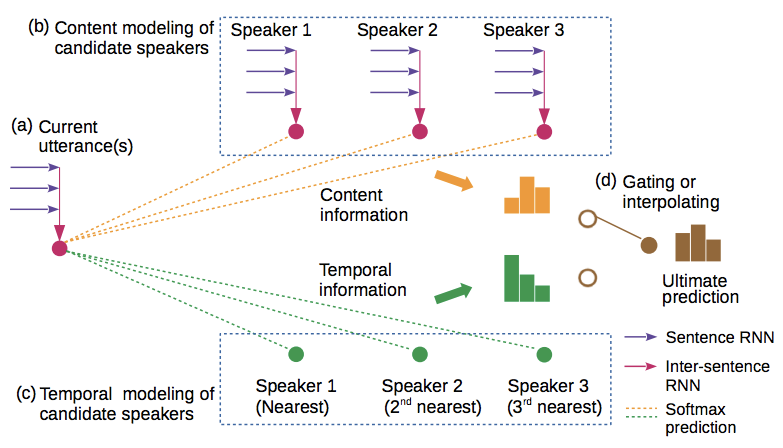 (b) Content modeling of
candidate speakers
Speaker 1
Speaker 2
Speaker 3
(a) Current
utterance(s)
Content
information
(d) Gating or
interpolating
Temporal
information
Ultimate
prediction
Sentence RNN
Inter-sentence
RNN
Softmax
prediction
(c) Temporal modeling of
candidate speakers
Speaker 1
(Nearest)
Speaker 2
(2nd nearest)
Speaker 3
(3rd nearest)